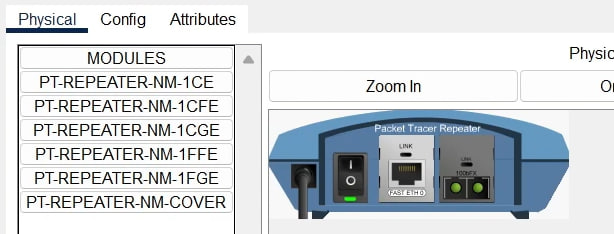 Physical Config Attributes
MODULES
PT-REPEATER-NM-1CE
PT-REPEATER-NM-1CFE
PT-REPEATER-NM-1CGE
PT-REPEATER-NM-1FFE
PT-REPEATER-NM-1FGE
PT-REPEATER-NM-COVER
Physic
Zoom In
Or
Packet Tracer Repeater
LINK
LINK
FAST ETH 0
100bFX